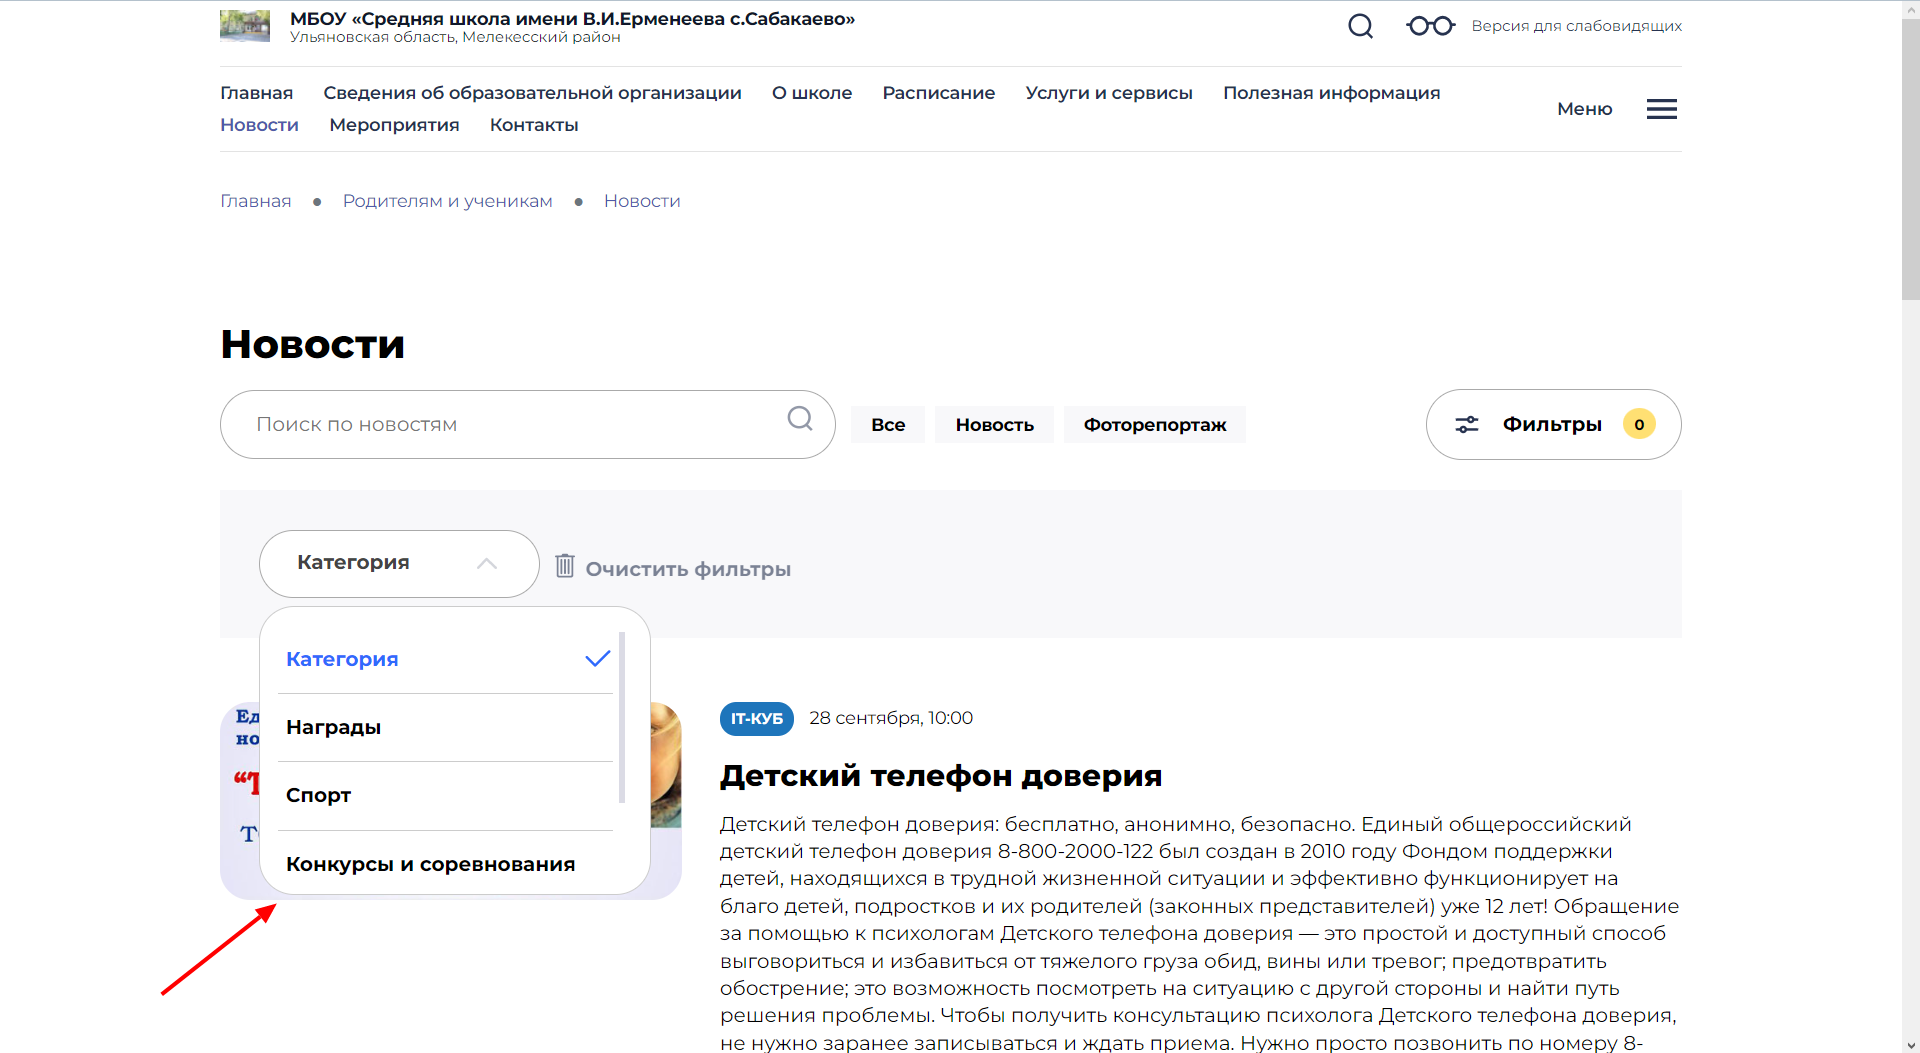 МБОУ «Средняя школа имени В.И.Ерменеева с.Сабакаево»
Ульяновская область, Мелекесский район
Версия для слабовидящих
Главная Сведения об образовательной организации О школе Расписание Услуги и сервисы Полезная информация
Новости Мероприятия Контакты
Меню
Главная ● Родителям и ученикам ● Новости
Новости
Поиск по новостям
Все Новость Фоторепортаж
Фильтры 0
Категория
Очистить фильтры
Категория
Награды
Спорт
Конкурсы и соревнования
IT-КУБ 28 сентября, 10:00
Детский телефон доверия
Детский телефон доверия: бесплатно, анонимно, безопасно. Единый общероссийский
детский телефон доверия 8-800-2000-122 был создан в 2010 году Фондом поддержки
детей, находящихся в трудной жизненной ситуации и эффективно функционирует на
благо детей, подростков и их родителей (законных представителей) уже 12 лет! Обращение
за помощью к психологам Детского телефона доверия — это простой и доступный способ
выговориться и избавиться от тяжелого груза обид, вины или тревог; предотвратить
обострение; это возможность посмотреть на ситуацию с другой стороны и найти путь
решения проблемы. Чтобы получить консультацию психолога Детского телефона доверия,
не нужно заранее записываться и ждать приема. Нужно просто позвонить по номеру 8-